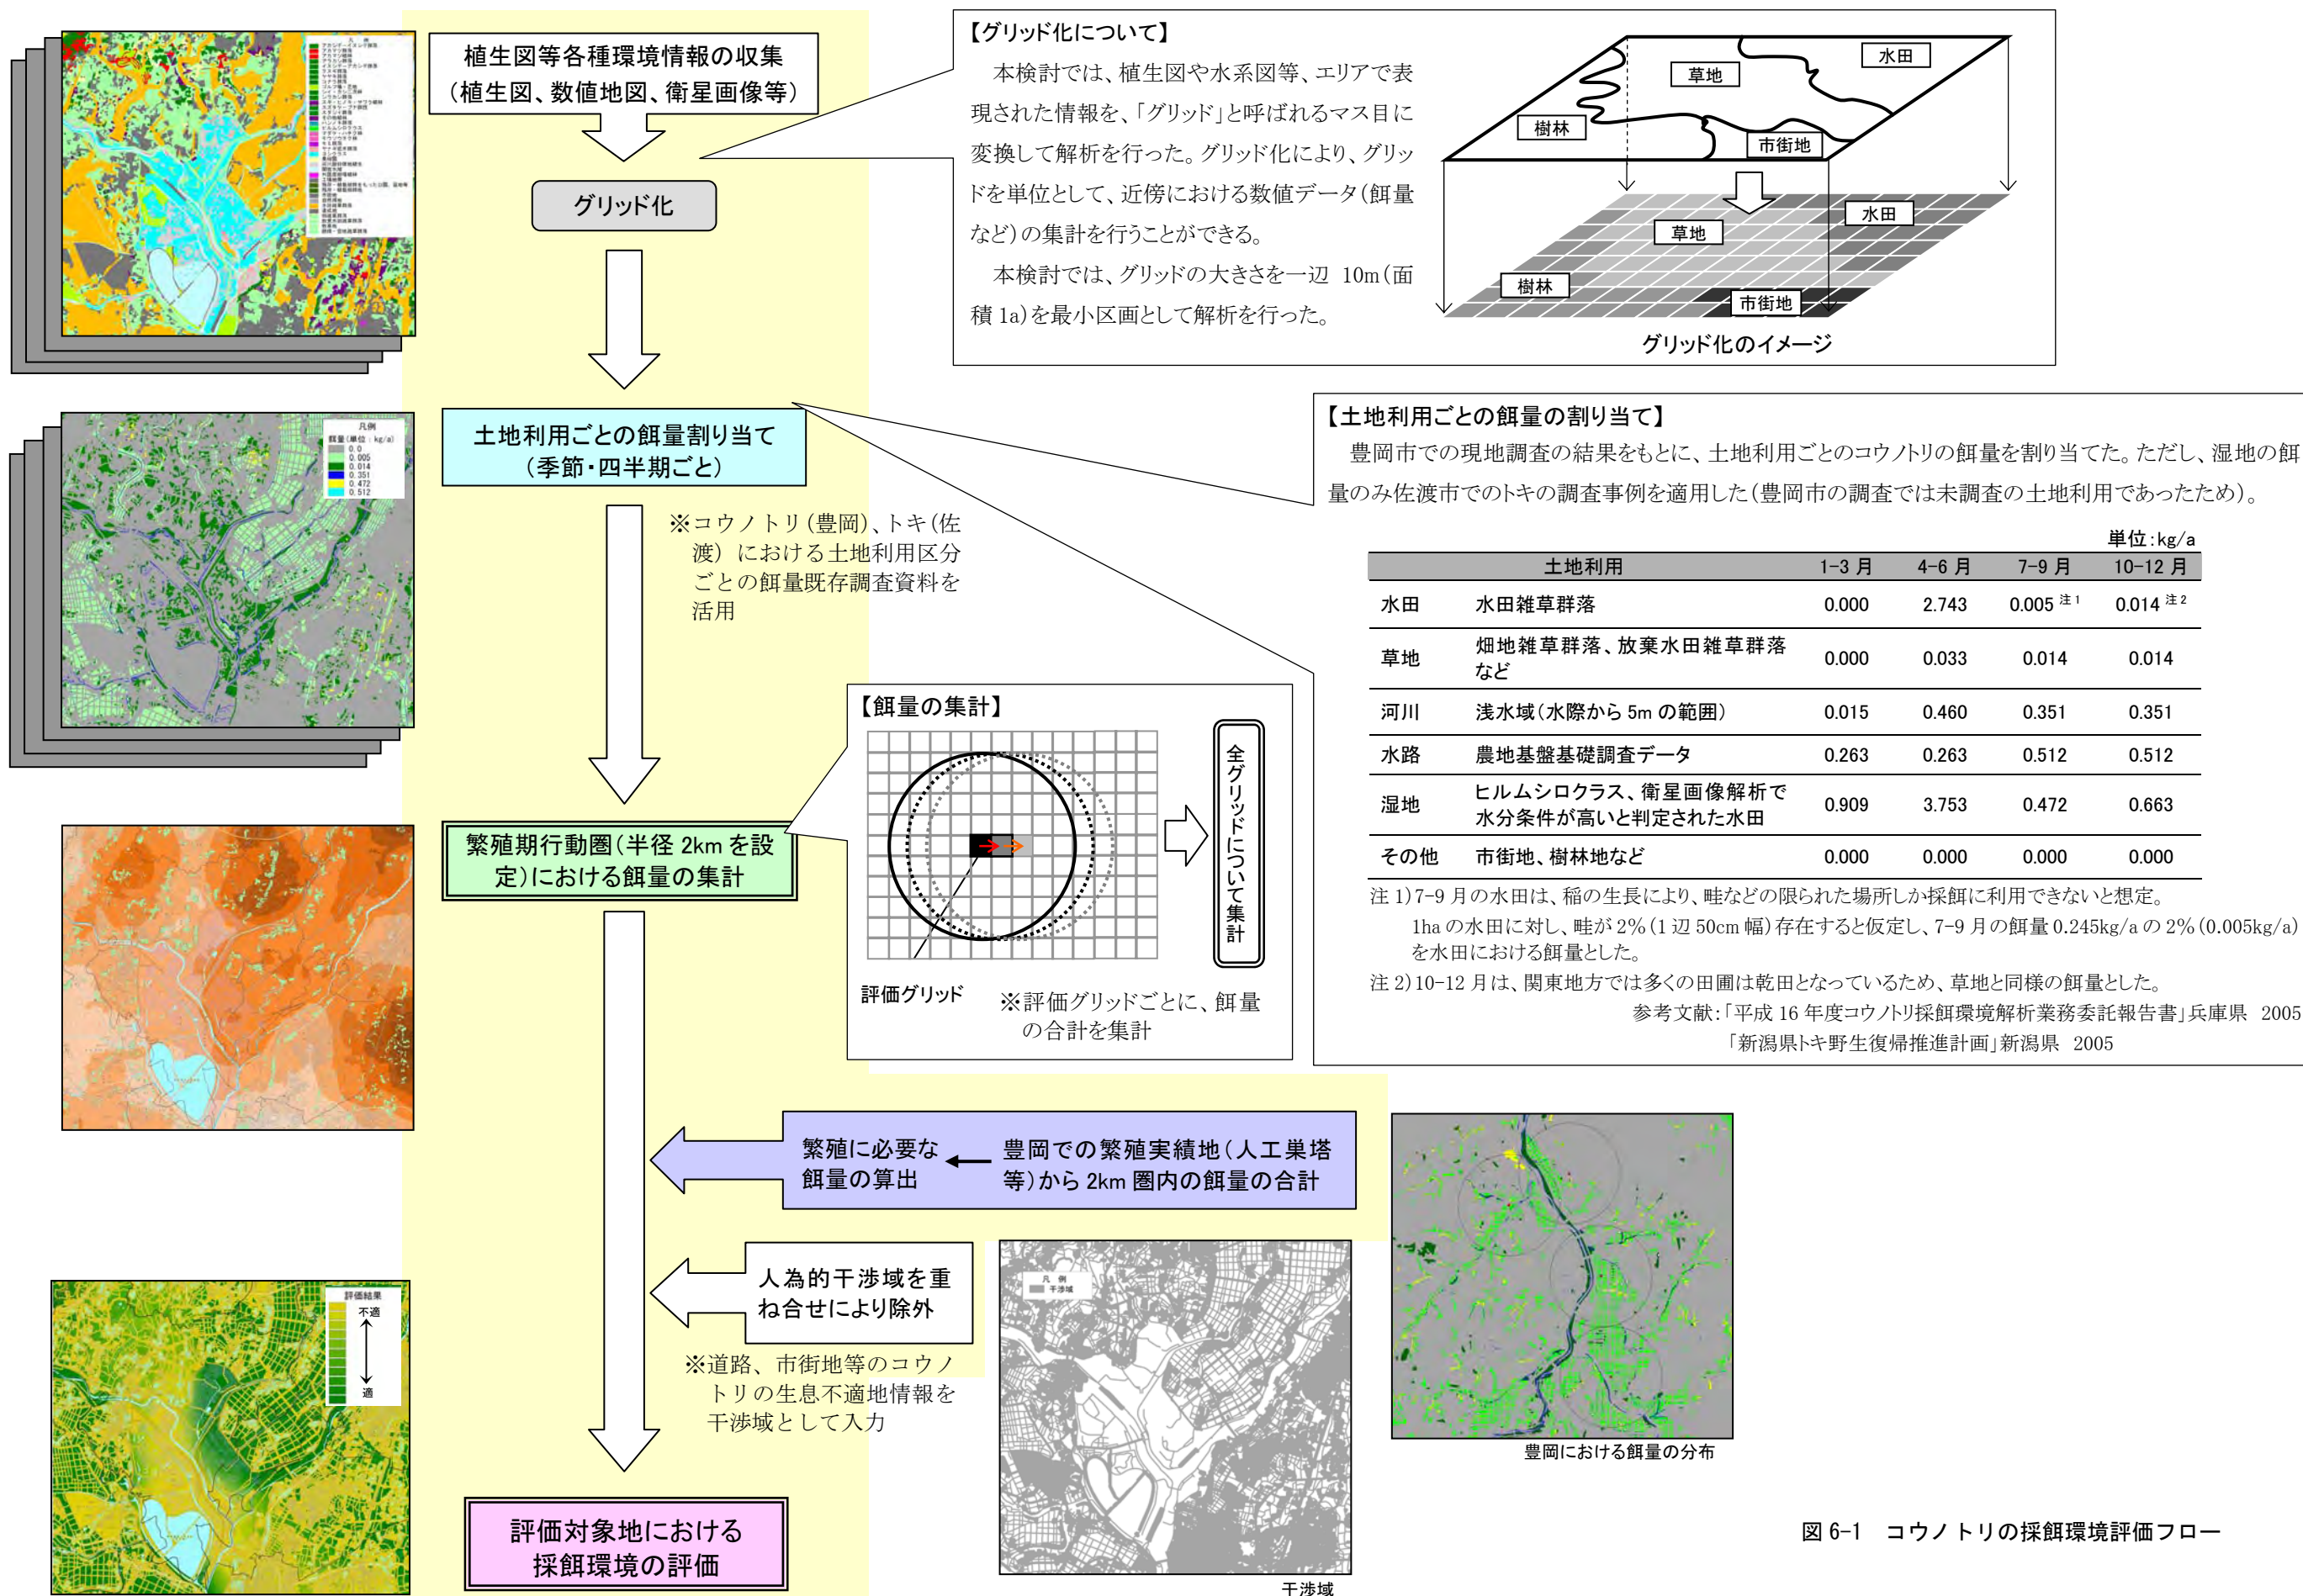 植生図等各種環境情報の収集
（植生図、数値地図、衛星画像等）
グリッド化
【グリッド化について】
本検討では、植生図や水系図等、エリアで表
現された情報を、「グリッド」と呼ばれるマス目に
変換して解析を行った。グリッド化により、グリッ
ドを単位として、近傍における数値データ（餌量
など）の集計を行うことができる。
本検討では、グリッドの大きさを一辺 10m（面
積 1a）を最小区画として解析を行った。
水田
草地
樹林
市街地
水田
草地
樹林
市街地
グリッド化のイメージ
凡例
餌量（単位：kg/a）
0.0
0.005
0.014
0.351
0.472
0.512
土地利用ごとの餌量割り当て
（季節・四半期ごと）
※コウノトリ（豊岡）、トキ（佐
渡）における土地利用区分
ごとの餌量既存調査資料を
活用
【土地利用ごとの餌量の割り当て】
豊岡市での現地調査の結果をもとに、土地利用ごとのコウノトリの餌量を割り当てた。ただし、湿地の餌
量のみ佐渡市でのトキの調査事例を適用した（豊岡市の調査では未調査の土地利用であったため）。
単位：kg/a
土地利用 1-3 月 4-6 月 7-9 月 10-12 月
水田 水田雑草群落 0.000 2.743 0.005 注1 0.014 注2
草地 畑地雑草群落、放棄水田雑草群落
など 0.000 0.033 0.014 0.014
河川 浅水域（水際から 5m の範囲） 0.015 0.460 0.351 0.351
水路 農地基盤基礎調査データ 0.263 0.263 0.512 0.512
湿地 ヒルムシロクラス、衛星画像解析で
水分条件が高いと判定された水田 0.909 3.753 0.472 0.663
その他 市街地、樹林地など 0.000 0.000 0.000 0.000
注 1）7-9 月の水田は、稲の生長により、畦などの限られた場所しか採餌に利用できないと想定。
1ha の水田に対し、畦が 2％（1 辺 50cm 幅）存在すると仮定し、7-9 月の餌量 0.245kg/a の 2％（0.005kg/a）
を水田における餌量とした。
注 2）10-12 月は、関東地方では多くの田圃は乾田となっているため、草地と同様の餌量とした。
参考文献：「平成 16 年度コウノトリ採餌環境解析業務委託報告書」兵庫県 2005
「新潟県トキ野生復帰推進計画」新潟県 2005
【餌量の集計】
全グリッドについて集計
評価グリッド
※評価グリッドごとに、餌量
の合計を集計
繁殖期行動圏（半径 2km を設
定）における餌量の集計
繁殖に必要な
餌量の算出
豊岡での繁殖実績地（人工巣塔
等）から 2km 圏内の餌量の合計
人為的干渉域を重
ね合せにより除外
※道路、市街地等のコウノ
トリの生息不適地情報を
干渉域として入力
凡 例
干渉域
干渉域
豊岡における餌量の分布
評価結果
不適
適
評価対象地における
採餌環境の評価
図 6-1 コウノトリの採餌環境評価フロー